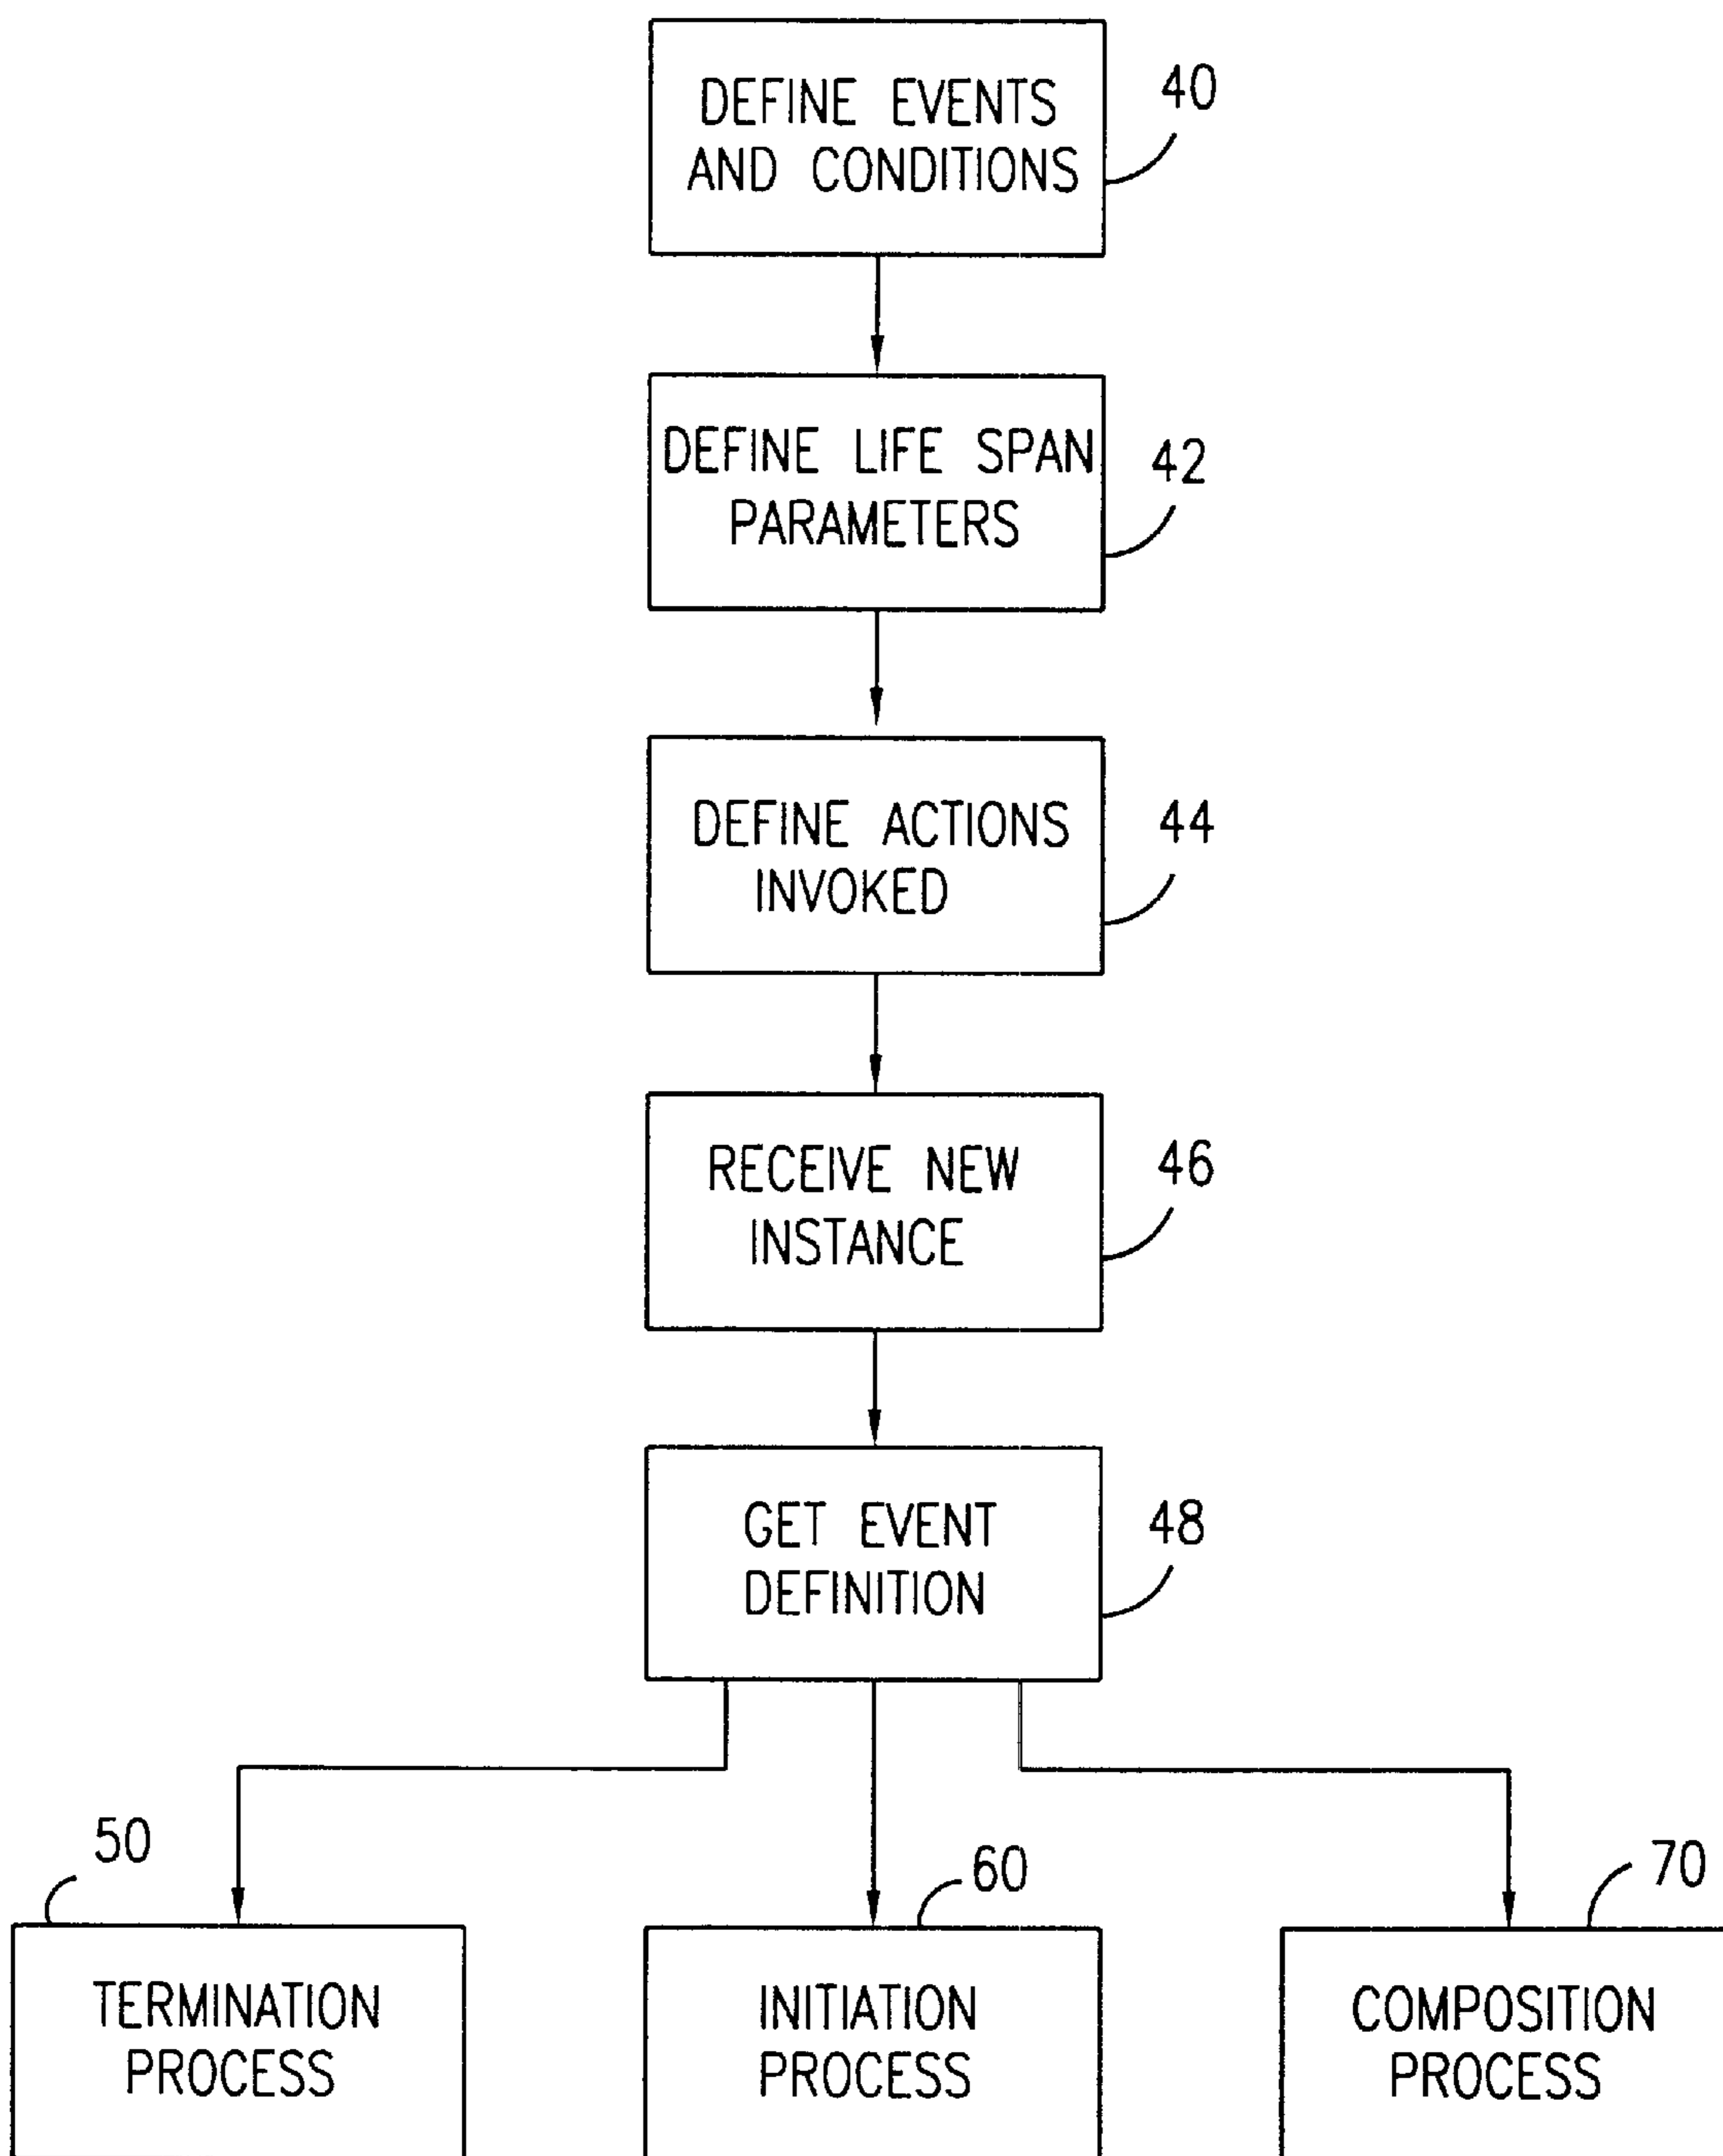 DEFINE EVENTS
AND CONDITIONS
40
DEFINE LIFE SPAN
PARAMETERS
42
DEFINE ACTIONS
INVOKED
44
RECEIVE NEW
INSTANCE
46
GET EVENT
DEFINITION
48
50
TERMINATION
PROCESS
60
INITIATION
PROCESS
70
COMPOSITION
PROCESS